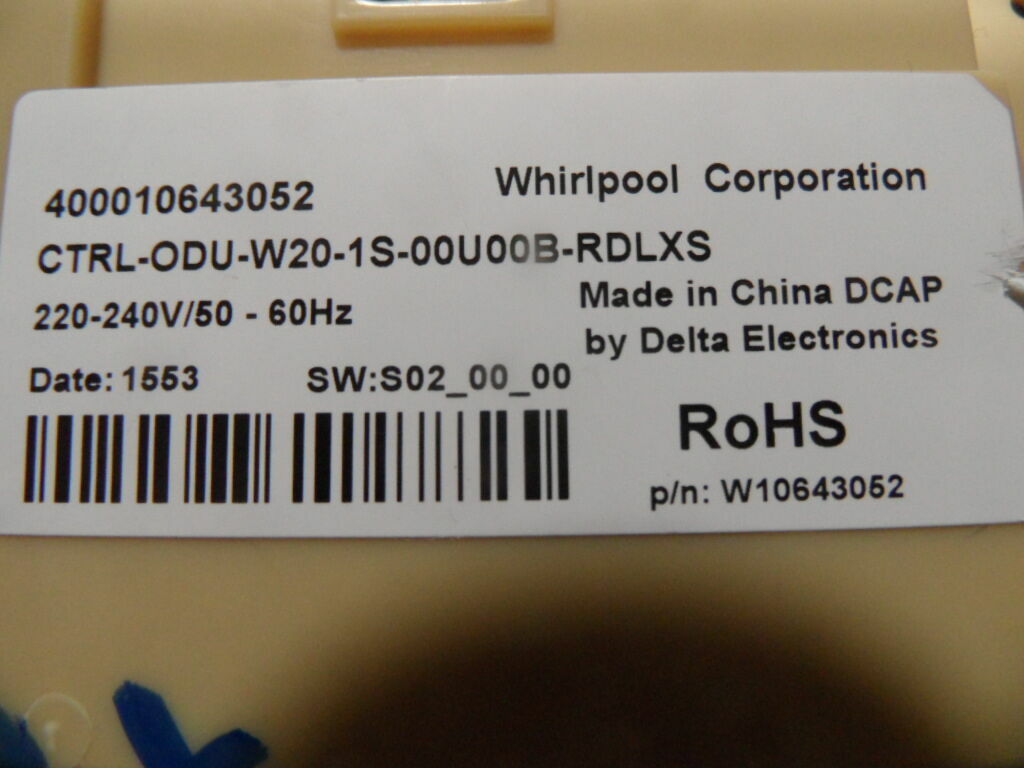 400010643052
Whirlpool Corporation
CTRL-ODU-W20-1S-00U00B-RDLXS
220-240V/50 - 60Hz
Made in China DCAP
by Delta Electronics
Date: 1553
SW:S02_00_00
RoHS
p/n: W10643052